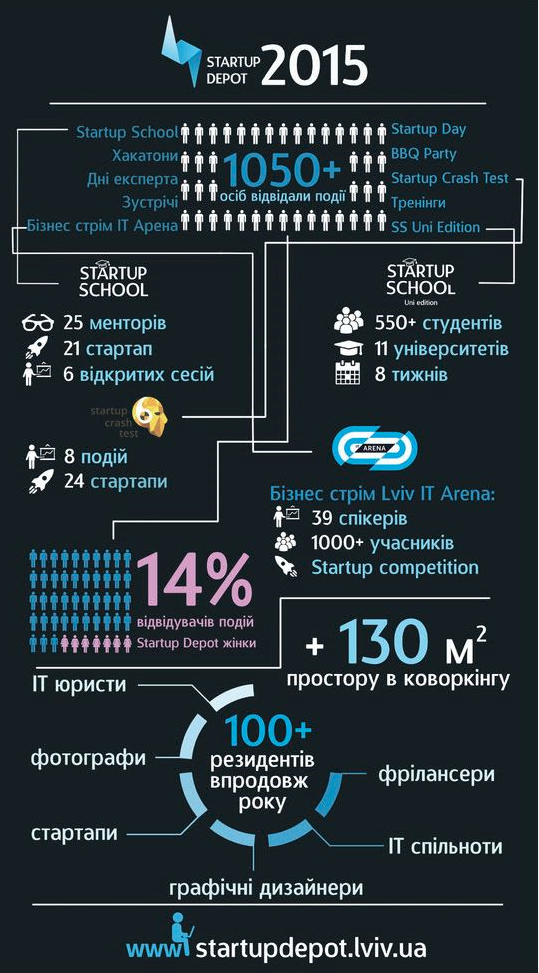 STARTUP
DEPOT
2015
Startup School
Хакатони
Дні експерта
Зустрічі
Бізнес стрім IT Арена
1050+
осіб відвідали події
Startup Day
BBQ Party
Startup Crash Test
Тренінги
SS Uni Edition
STARTUP
SCHOOL
25 менторів
21 стартап
6 відкритих сесій
STARTUP
SCHOOL
Uni edition
550+ студентів
11 університетів
8 тижнів
startup
crash
test
8 подій
24 стартапи
ARENA
Бізнес стрім Lviv IT Arena:
39 спікерів
1000+ учасників
Startup competition
14%
відвідувачів подій
Startup Depot жінки
+ 130 м²
простору в коворкінгу
100+
резидентів
впродовж
року
IT юристи
фотографи
стартапи
графічні дизайнери
IT спільноти
фрілансери
www.startupdepot.lviv.ua